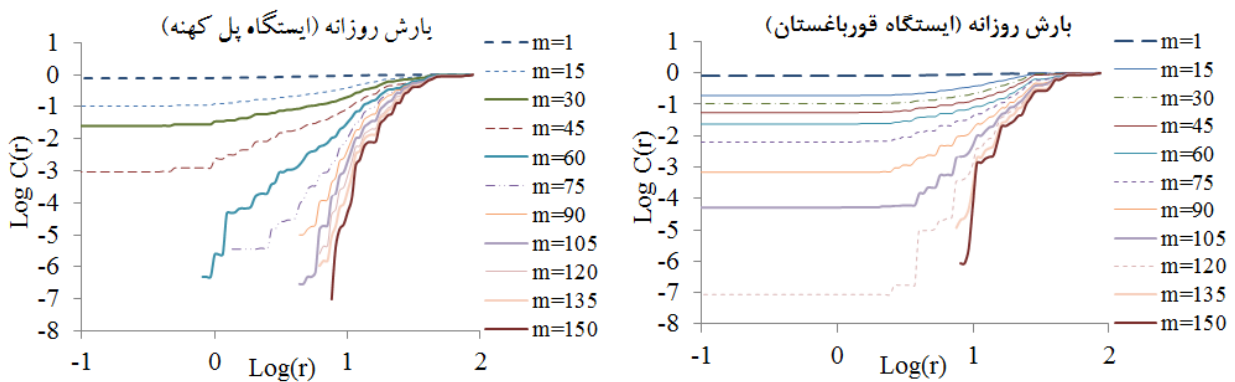 بارش روزانه (ایستگاه پل کهنه)
1
0
-1
-2
-3
-4
-5
-6
-7
-8
Log C(r)
-1
0
1
2
Log(r)
m=1
m=15
m=30
m=45
m=60
m=75
m=90
m=105
m=120
m=135
m=150
بارش روزانه (ایستگاه قورباغستان)
1
0
-1
-2
-3
-4
-5
-6
-7
-8
Log C(r)
-1
0
1
2
Log(r)
m=1
m=15
m=30
m=45
m=60
m=75
m=90
m=105
m=120
m=135
m=150